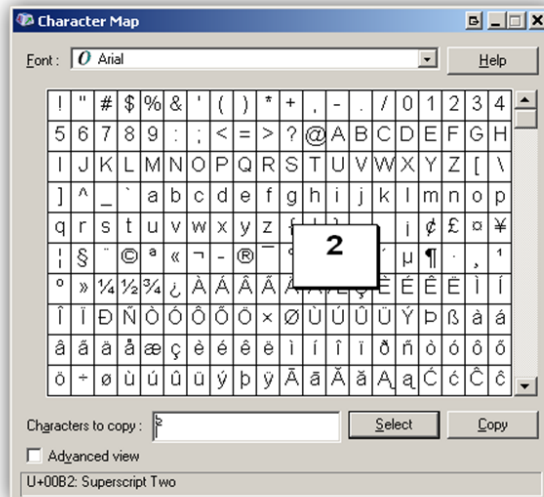 Character Map
Font : O Arial Help
! " # $ % & ' ( ) * + , - . / 0 1 2 3 4
5 6 7 8 9 : ; < = > ? @ A B C D E F G H
I J K L M N O P Q R S T U V W X Y Z [ \
] ^ _ ` a b c d e f g h i j k l m n o p
q r s t u v w x y z { | } ¡ ¢ £ ¤ ¥
¦ § ¨ © ª « ¬ - ® ¯ ² ´ µ ¶ · ¸ ¹
º » ¼ ½ ¾ ¿ À Á Â Ã È É Ê Ë Ì Í
Î Ï Ð Ñ Ò Ó Ô Õ Ö × Ø Ù Ú Û Ü Ý Þ ß à á
â ã ä å æ ç è é ê ë ì í î ï ð ñ ò ó ô õ
ö ÷ ø ù ú û ü ý þ ÿ Ā ā Ă ă Ą ą Ć ć Ĉ ĉ
Characters to copy : ² Select Copy
Advanced view
U+00B2: Superscript Two